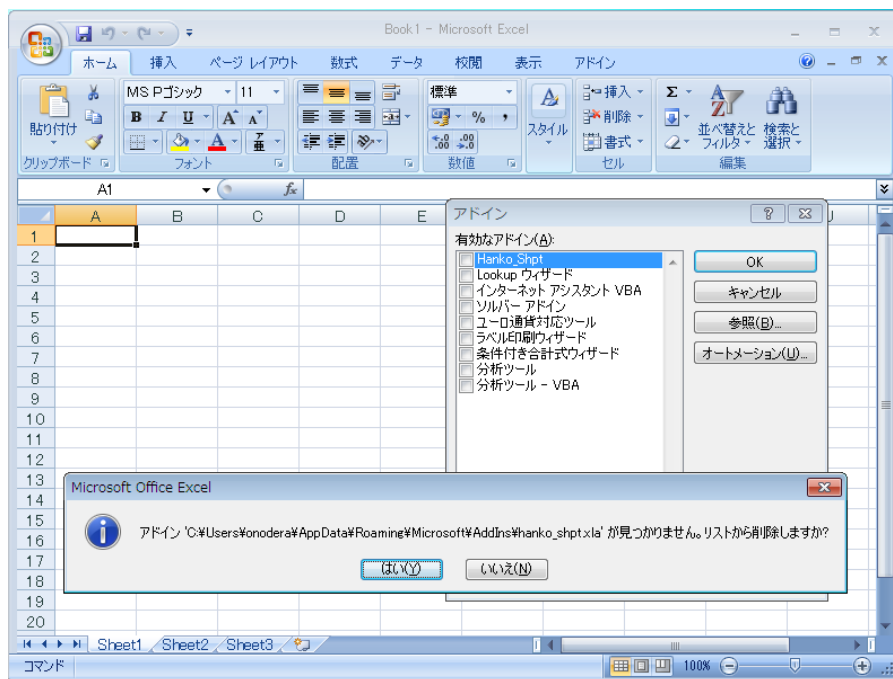 Book1 - Microsoft Excel
ホーム 挿入 ページ レイアウト 数式 データ 校閲 表示 アドイン
貼り付け
MS Pゴシック 11
B I U A A
A
標準
% ,
.0 .00
.00 .0
スタイル
挿入
削除
書式
Σ
並べ替えと
フィルタ
検索と
選択
クリップボード フォント 配置 数値 セル 編集
A1 fx
A B C D E J
1
2
3
4
5
6
7
8
9
10
11
12
13
14
15
16
17
18
19
20
アドイン
有効なアドイン(A):
Hanko_Shpt
Lookup ウィザード
インターネット アシスタント VBA
ソルバー アドイン
ユーロ通貨対応ツール
ラベル印刷ウィザード
条件付き合計式ウィザード
分析ツール
分析ツール - VBA
OK
キャンセル
参照(B)...
オートメーション(U)...
Microsoft Office Excel
アドイン 'C:¥Users¥onodera¥AppData¥Roaming¥Microsoft¥AddIns¥hanko_shpt.xla' が見つかりません。リストから削除しますか?
はい(Y) いいえ(N)
Sheet1 Sheet2 Sheet3
コマンド 100%